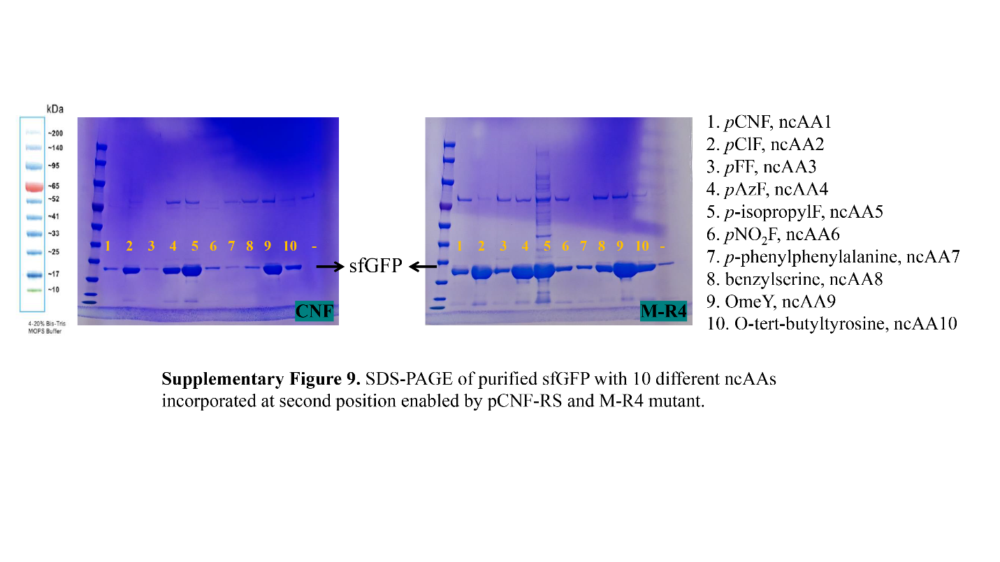 kDa
~200
~140
~95
~65
~52
~41
~33
~25
~17
~10
4-20% Bis-Tris
MOPS Buffer
1 2 3 4 5 6 7 8 9 10 -
CNF
sfGFP
1 2 3 4 5 6 7 8 9 10 -
M-R4
1. pCNF, ncAA1
2. pClF, ncAA2
3. pFF, ncAA3
4. pAzF, ncAA4
5. p-isopropylF, ncAA5
6. pNO₂F, ncAA6
7. p-phenylphenylalanine, ncAA7
8. benzylserine, ncAA8
9. OmeY, ncAA9
10. O-tert-butyltyrosine, ncAA10
Supplementary Figure 9. SDS-PAGE of purified sfGFP with 10 different ncAAs
incorporated at second position enabled by pCNF-RS and M-R4 mutant.